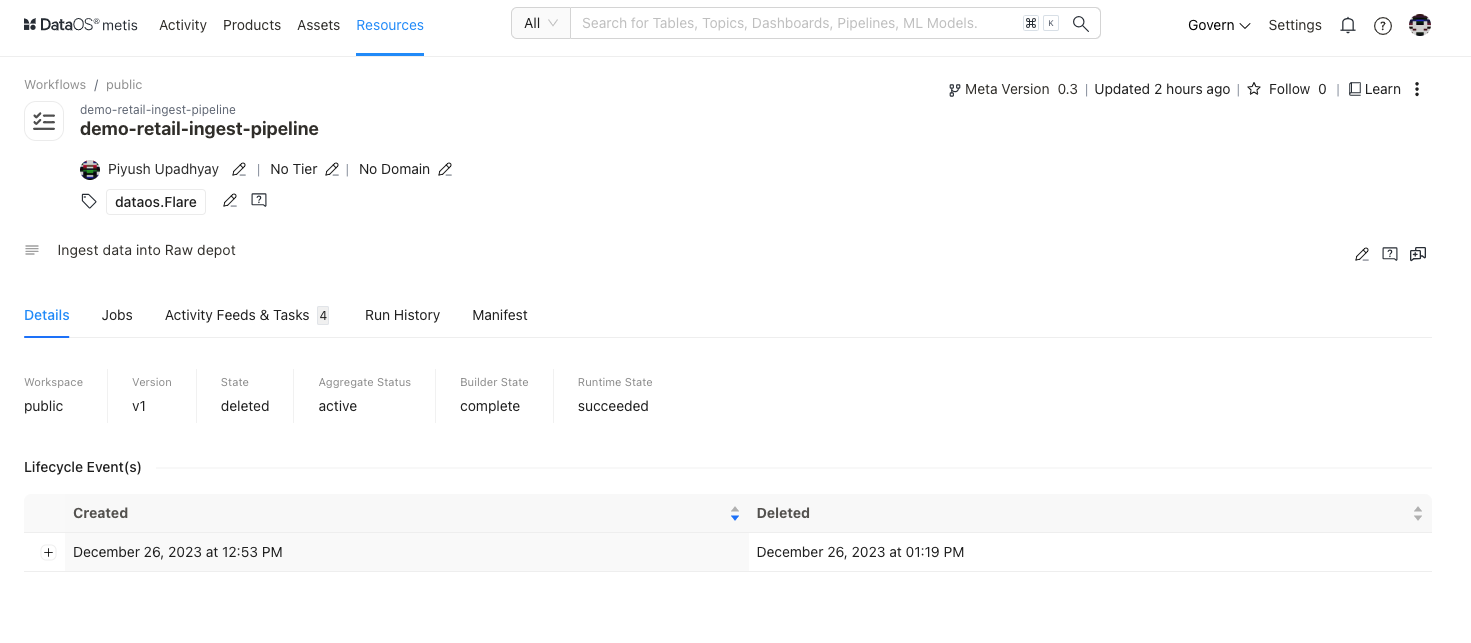 DataOS® metis Activity Products Assets Resources All Search for Tables, Topics, Dashboards, Pipelines, ML Models. ⌘ K Govern Settings
Workflows / public
Meta Version 0.3 | Updated 2 hours ago | Follow 0 | Learn
demo-retail-ingest-pipeline
demo-retail-ingest-pipeline
Piyush Upadhyay | No Tier | No Domain
dataos.Flare
Ingest data into Raw depot
Details Jobs Activity Feeds & Tasks 4 Run History Manifest
Workspace Version State Aggregate Status Builder State Runtime State
public v1 deleted active complete succeeded
Lifecycle Event(s)
Created Deleted
December 26, 2023 at 12:53 PM December 26, 2023 at 01:19 PM